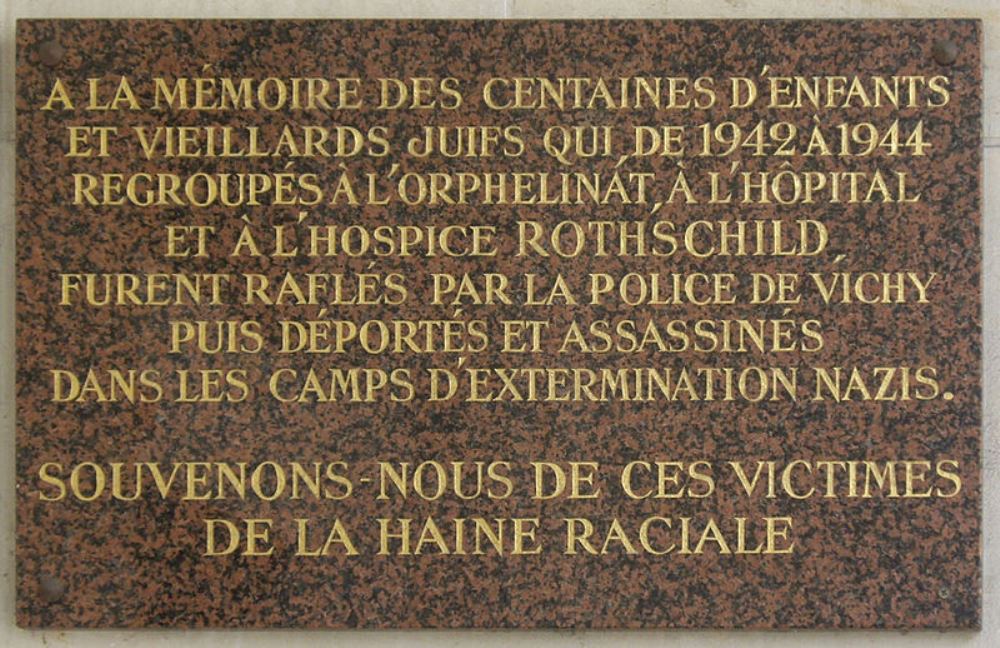 A LA MÉMOIRE DES CENTAINES D'ENFANTS
ET VIEILLARDS JUIFS QUI DE 1942 À 1944
REGROUPÉS À L'ORPHELINAT, À L'HÔPITAL
ET À L'HOSPICE ROTHSCHILD
FURENT RAFLÉS PAR LA POLICE DE VICHY
PUIS DÉPORTÉS ET ASSASSINÉS
DANS LES CAMPS D'EXTERMINATION NAZIS.
SOUVENONS-NOUS DE CES VICTIMES
DE LA HAINE RACIALE